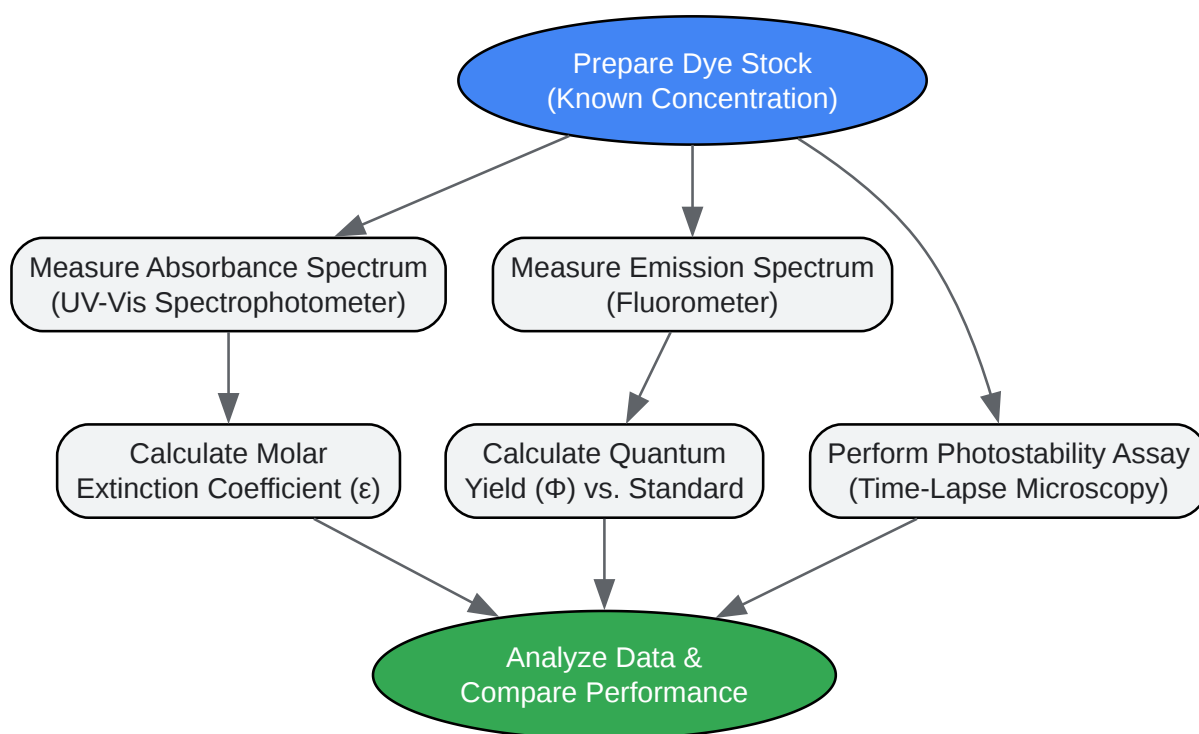 Prepare Dye Stock
(Known Concentration)
Measure Absorbance Spectrum
(UV-Vis Spectrophotometer)
Measure Emission Spectrum
(Fluorometer)
Calculate Molar
Extinction Coefficient (ε)
Calculate Quantum
Yield (Φ) vs. Standard
Perform Photostability Assay
(Time-Lapse Microscopy)
Analyze Data &
Compare Performance